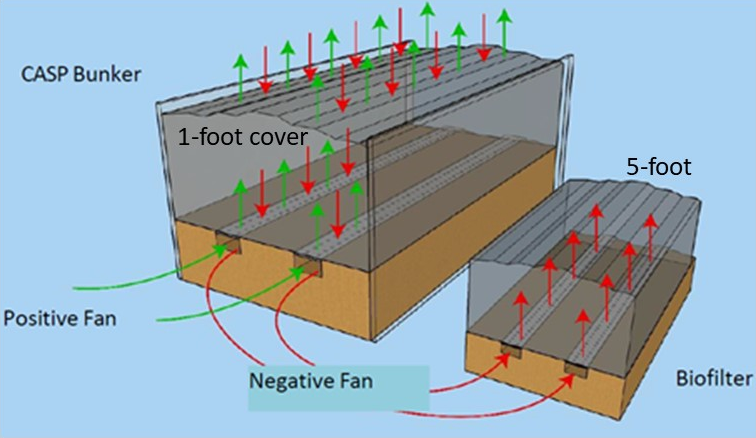 CASP Bunker
1-foot cover
5-foot
Positive Fan
Negative Fan
Biofilter